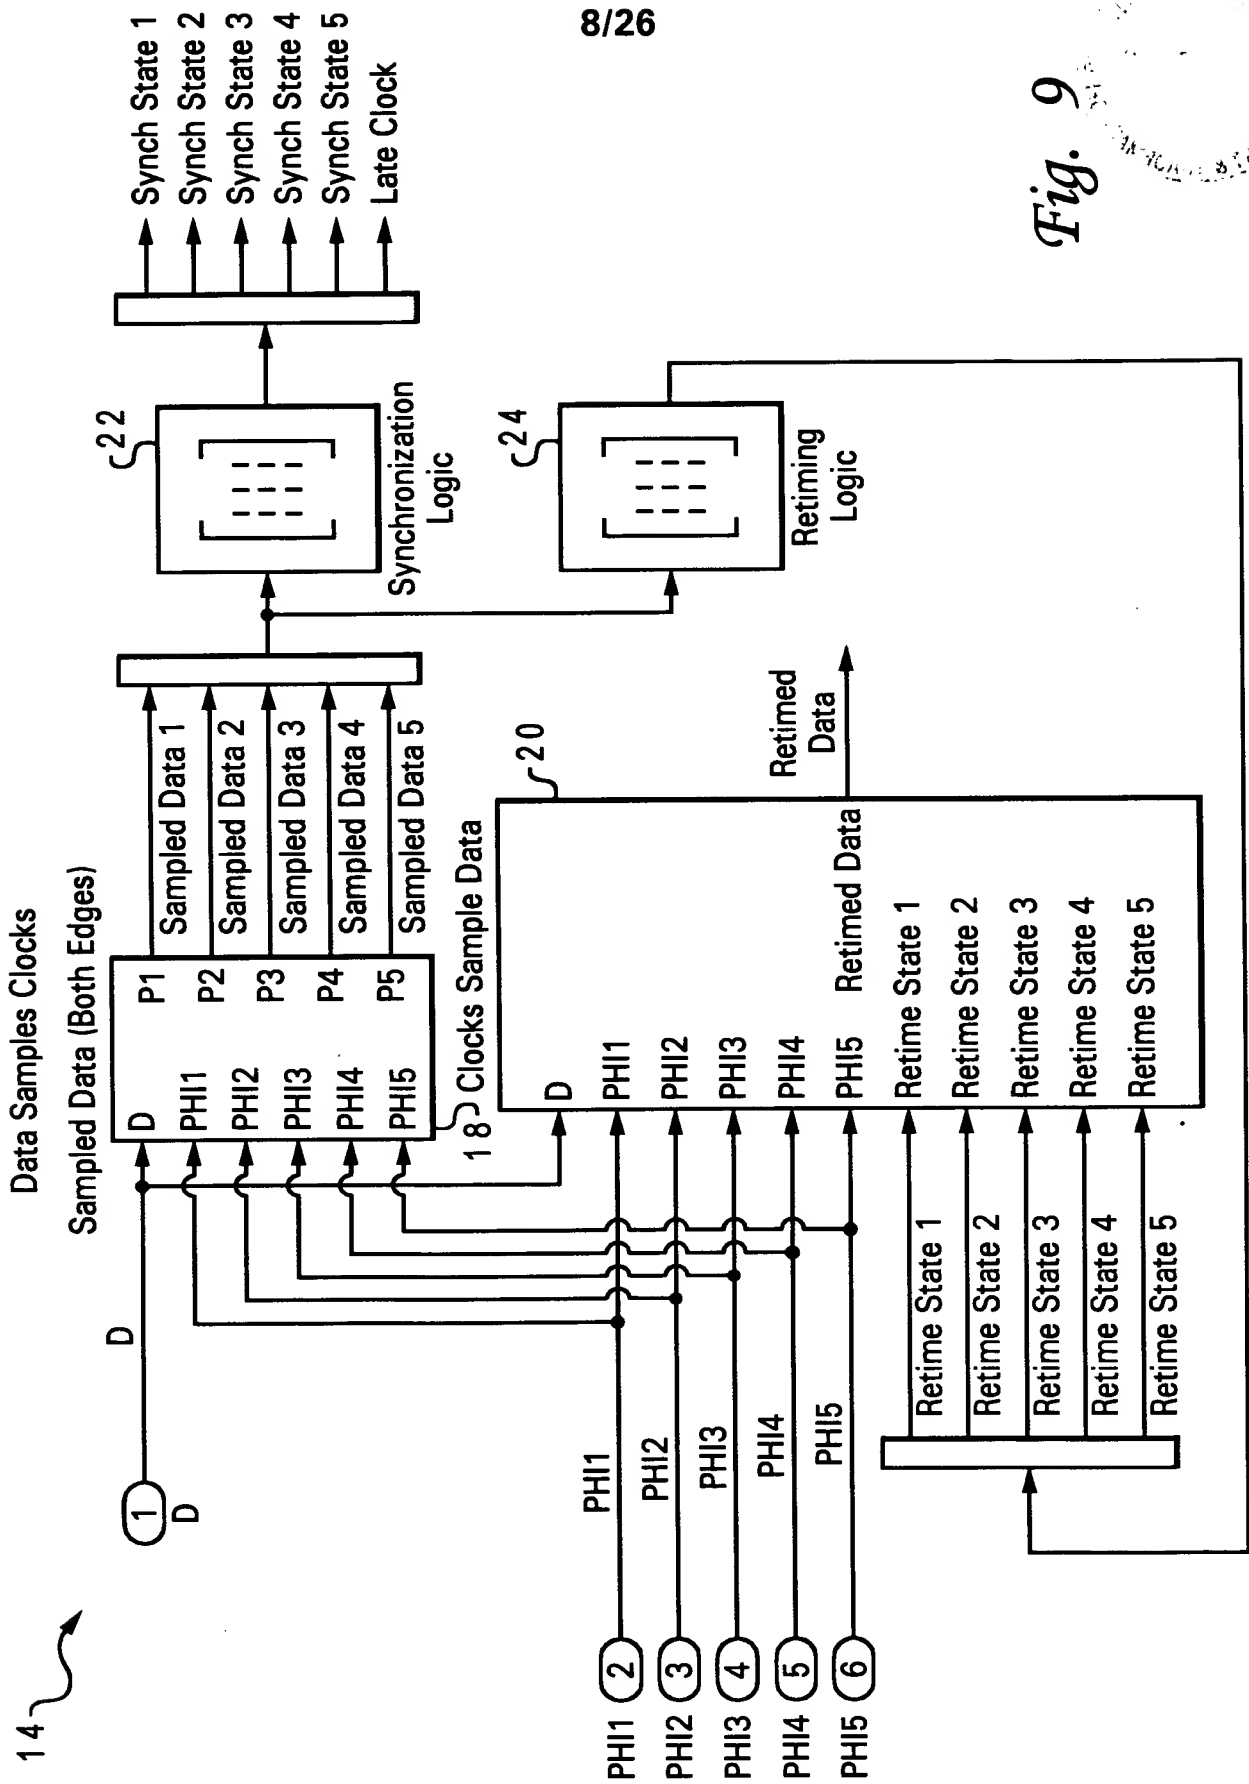 8/26
14
Data Samples Clocks
Sampled Data (Both Edges)
1
D
D
D
PHI1
PHI2
PHI3
PHI4
PHI5
P1
P2
P3
P4
P5
18
Sampled Data 1
Sampled Data 2
Sampled Data 3
Sampled Data 4
Sampled Data 5
22
Synchronization
Logic
Synch State 1
Synch State 2
Synch State 3
Synch State 4
Synch State 5
Late Clock
24
Retiming
Logic
Clocks Sample Data
20
PHI1
2
PHI1
PHI2
3
PHI2
PHI3
4
PHI3
PHI4
5
PHI4
PHI5
6
PHI5
D
PHI1
PHI2
PHI3
PHI4
PHI5
Retimed Data
Retime State 1
Retime State 2
Retime State 3
Retime State 4
Retime State 5
Retime State 1
Retime State 2
Retime State 3
Retime State 4
Retime State 5
Retimed
Data
Fig. 9